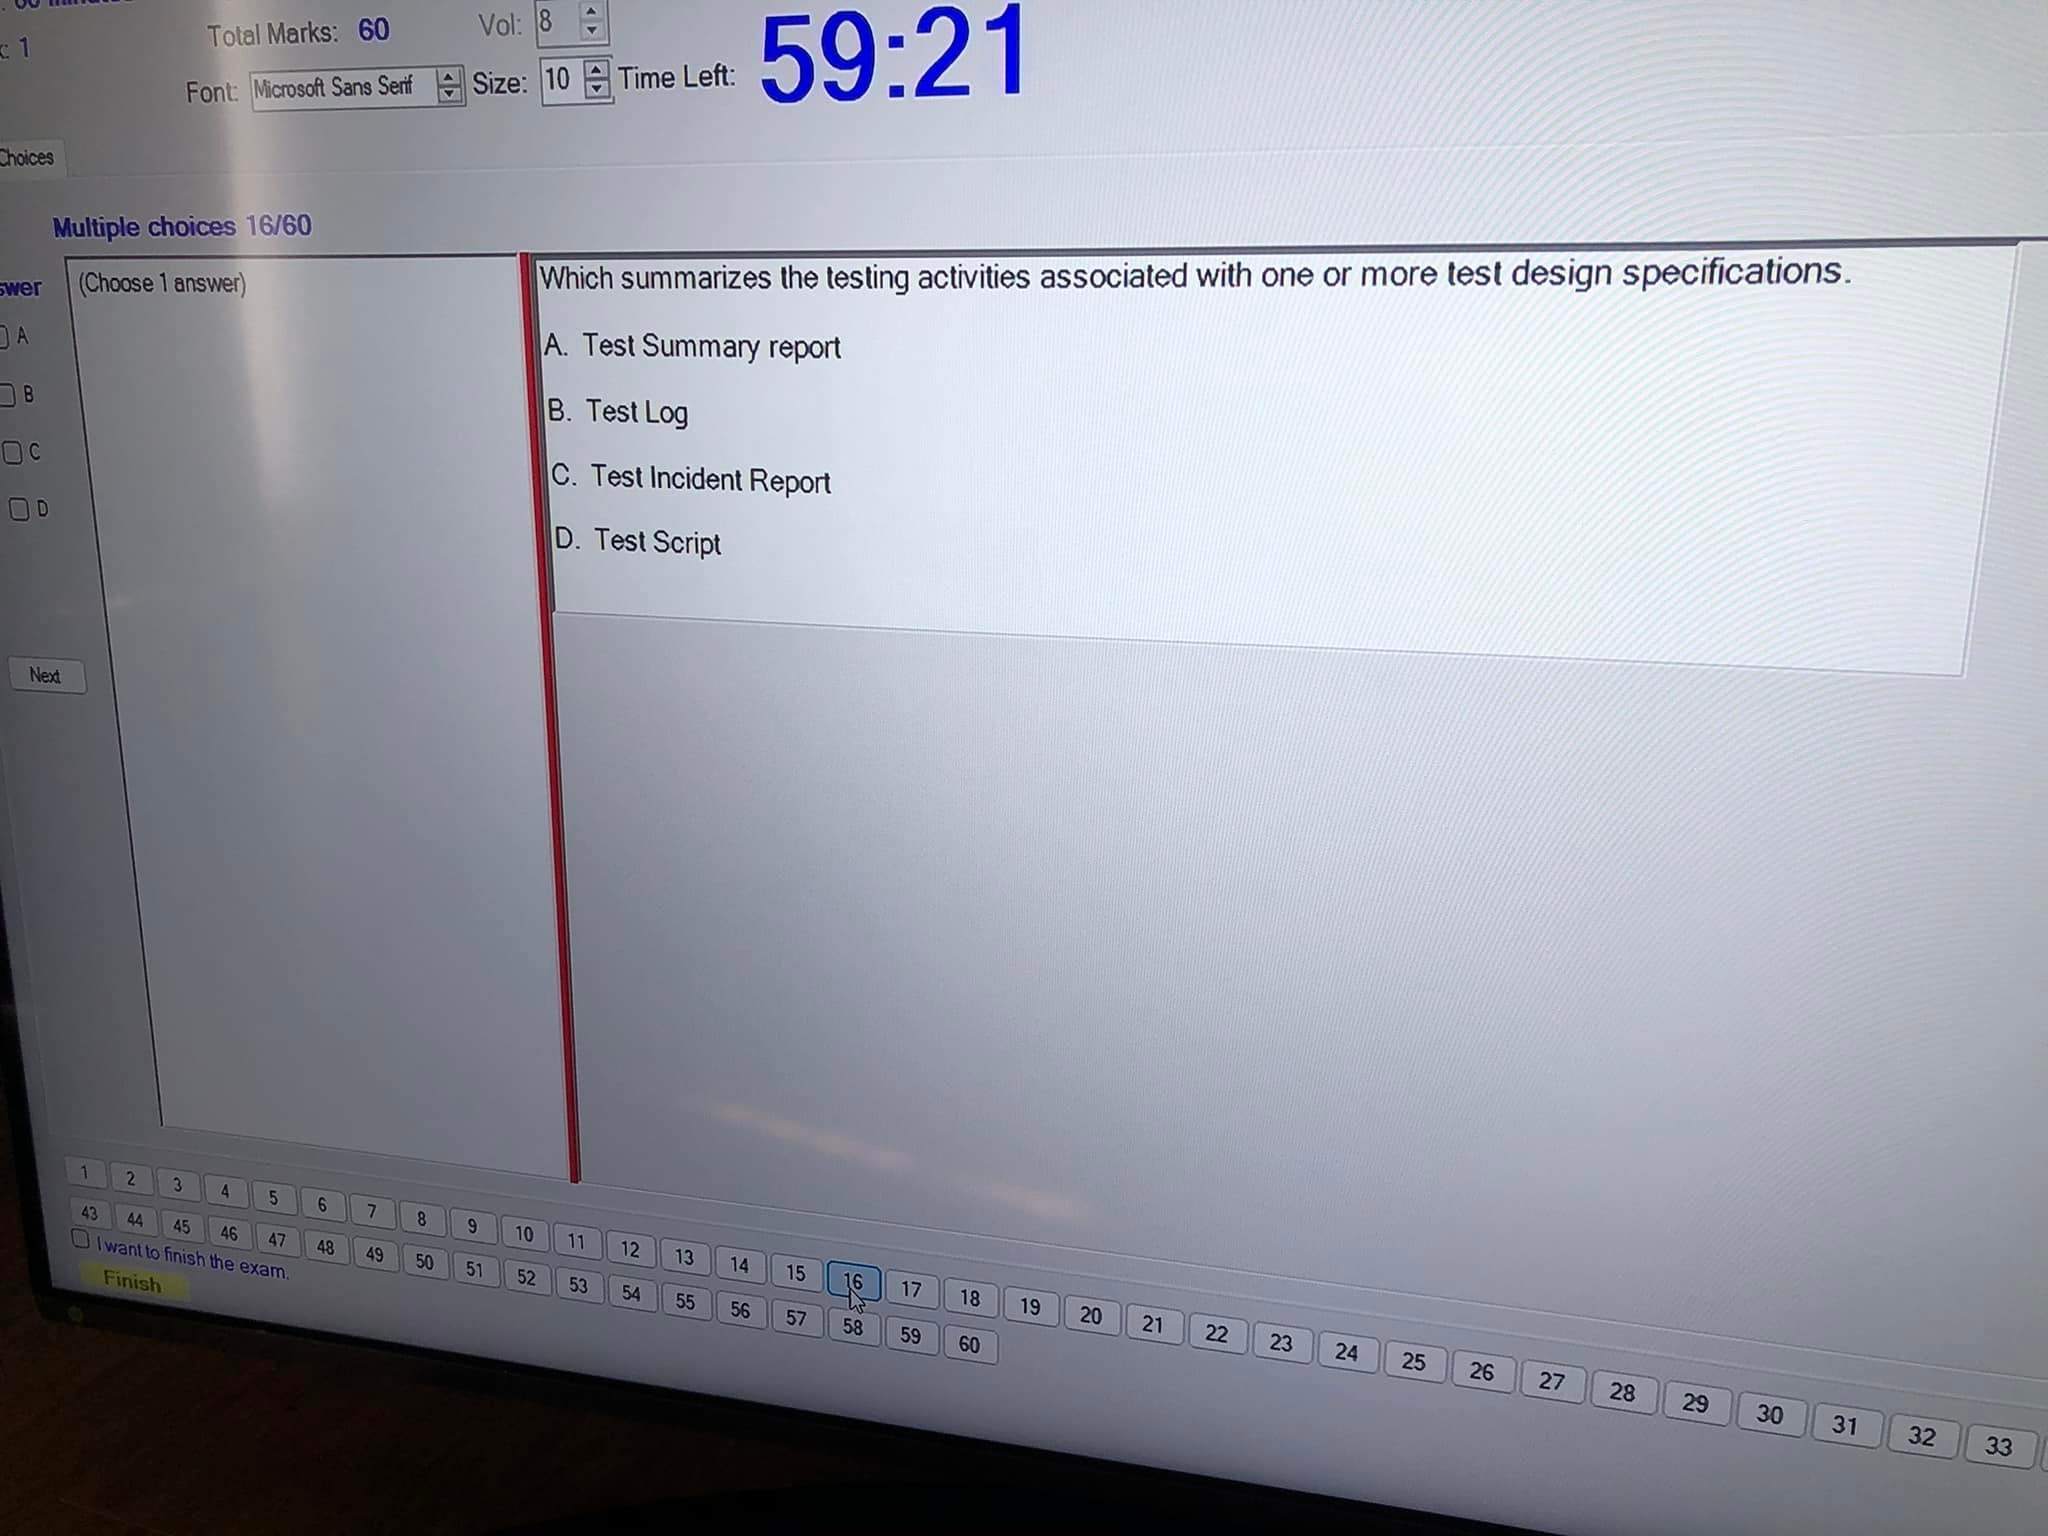 : 1
Total Marks: 60
Vol: 8
Font: Microsoft Sans Serif Size: 10 Time Left: 59:21
Choices
Multiple choices 16/60
(Choose 1 answer)
A
B
C
D
Next
Which summarizes the testing activities associated with one or more test design specifications.
A. Test Summary report
B. Test Log
C. Test Incident Report
D. Test Script
1 2 3 4 5 6 7 8 9 10 11 12 13 14 15 16 17 18 19 20 21 22 23 24 25 26 27 28 29 30 31 32 33
43 44 45 46 47 48 49 50 51 52 53 54 55 56 57 58 59 60
I want to finish the exam.
Finish